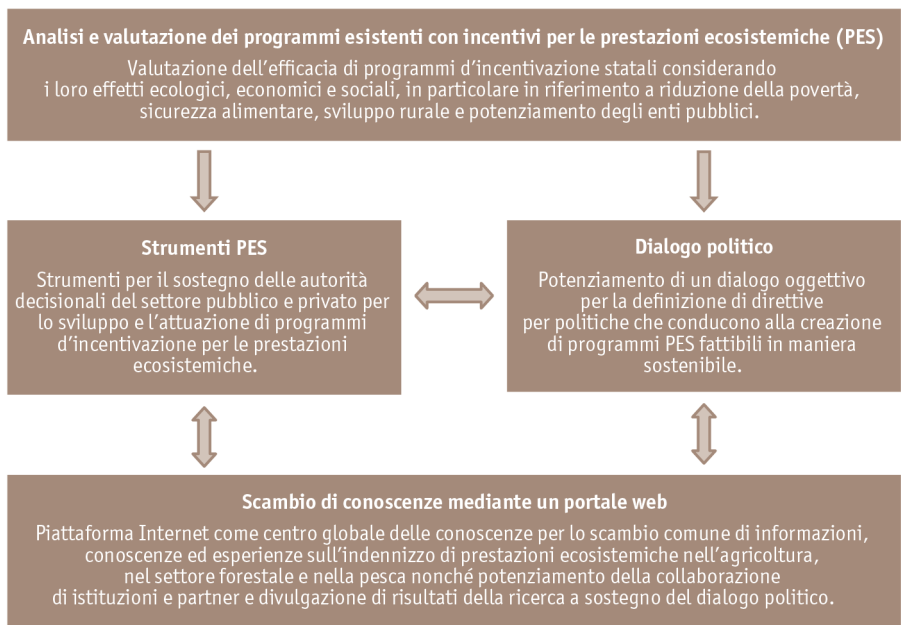 Analisi e valutazione dei programmi esistenti con incentivi per le prestazioni ecosistemiche (PES)
Valutazione dell'efficacia di programmi d'incentivazione statali considerando
i loro effetti ecologici, economici e sociali, in particolare in riferimento a riduzione della povertà,
sicurezza alimentare, sviluppo rurale e potenziamento degli enti pubblici.
Strumenti PES
Strumenti per il sostegno delle autorità
decisionali del settore pubblico e privato per
lo sviluppo e l'attuazione di programmi
d'incentivazione per le prestazioni
ecosistemiche.
Dialogo politico
Potenziamento di un dialogo oggettivo
per la definizione di direttive
per politiche che conducono alla creazione
di programmi PES fattibili in maniera
sostenibile.
Scambio di conoscenze mediante un portale web
Piattaforma Internet come centro globale delle conoscenze per lo scambio comune di informazioni,
conoscenze ed esperienze sull'indennizzo di prestazioni ecosistemiche nell'agricoltura,
nel settore forestale e nella pesca nonché potenziamento della collaborazione
di istituzioni e partner e divulgazione di risultati della ricerca a sostegno del dialogo politico.